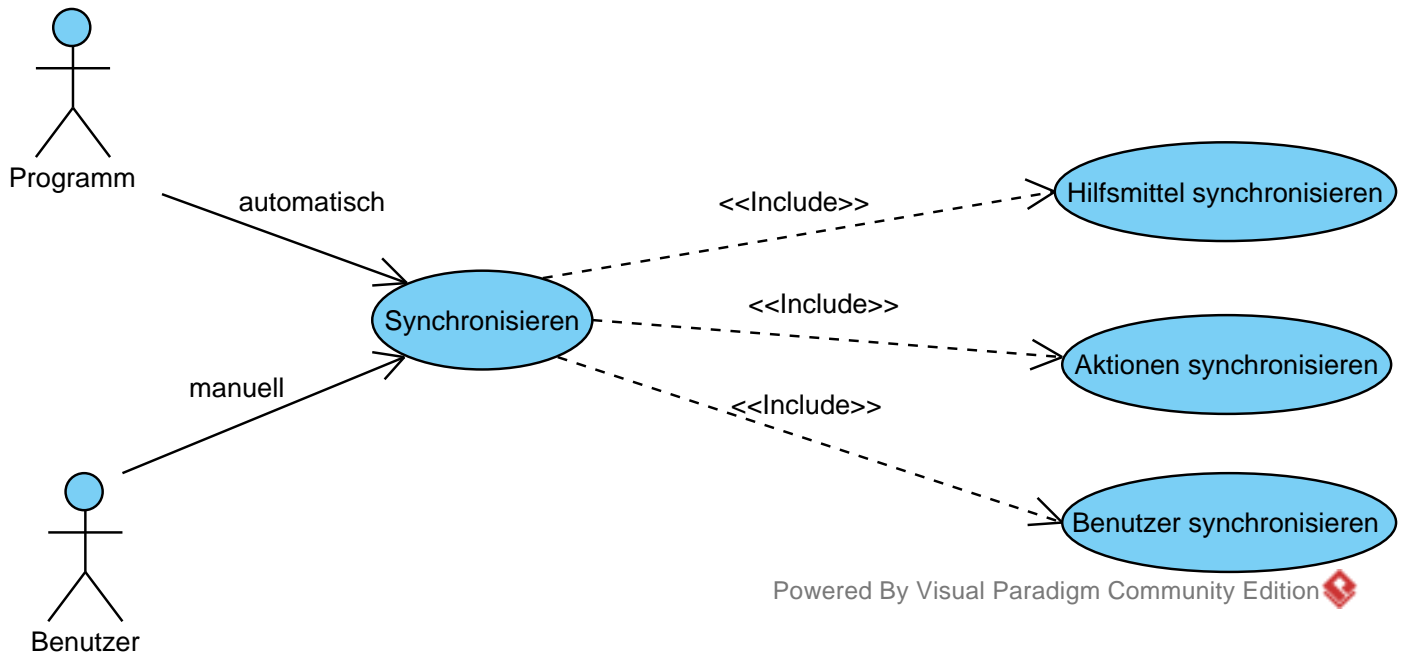 Programm
automatisch
<<Include>>
Hilfsmittel synchronisieren
Synchronisieren
<<Include>>
Aktionen synchronisieren
manuell
<<Include>>
Benutzer synchronisieren
Powered By Visual Paradigm Community Edition
Benutzer